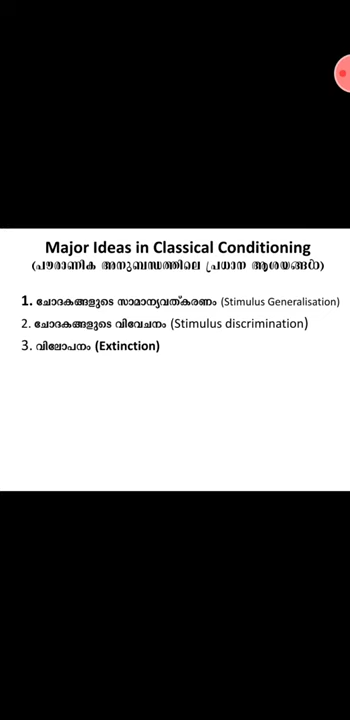 Major Ideas in Classical Conditioning
(പൗരാണിക അനുബന്ധത്തിലെ പ്രധാന ആശയങ്ങൾ)
1. ചോദകങ്ങളുടെ സാമാന്യവത്കരണം (Stimulus Generalisation)
2. ചോദകങ്ങളുടെ വിവേചനം (Stimulus discrimination)
3. വിലോപനം (Extinction)